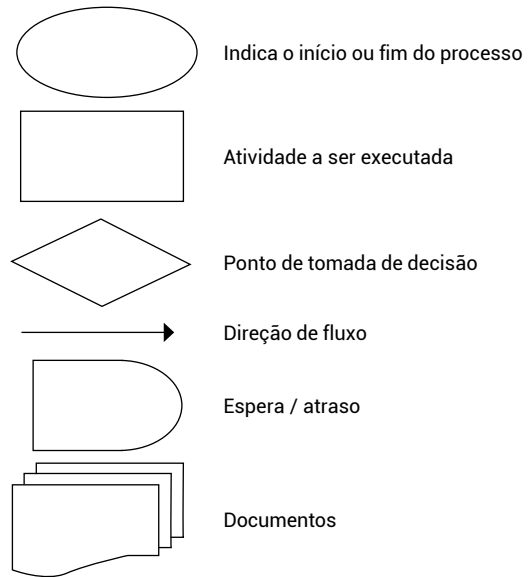 Indica o início ou fim do processo
Atividade a ser executada
Ponto de tomada de decisão
Direção de fluxo
Espera / atraso
Documentos